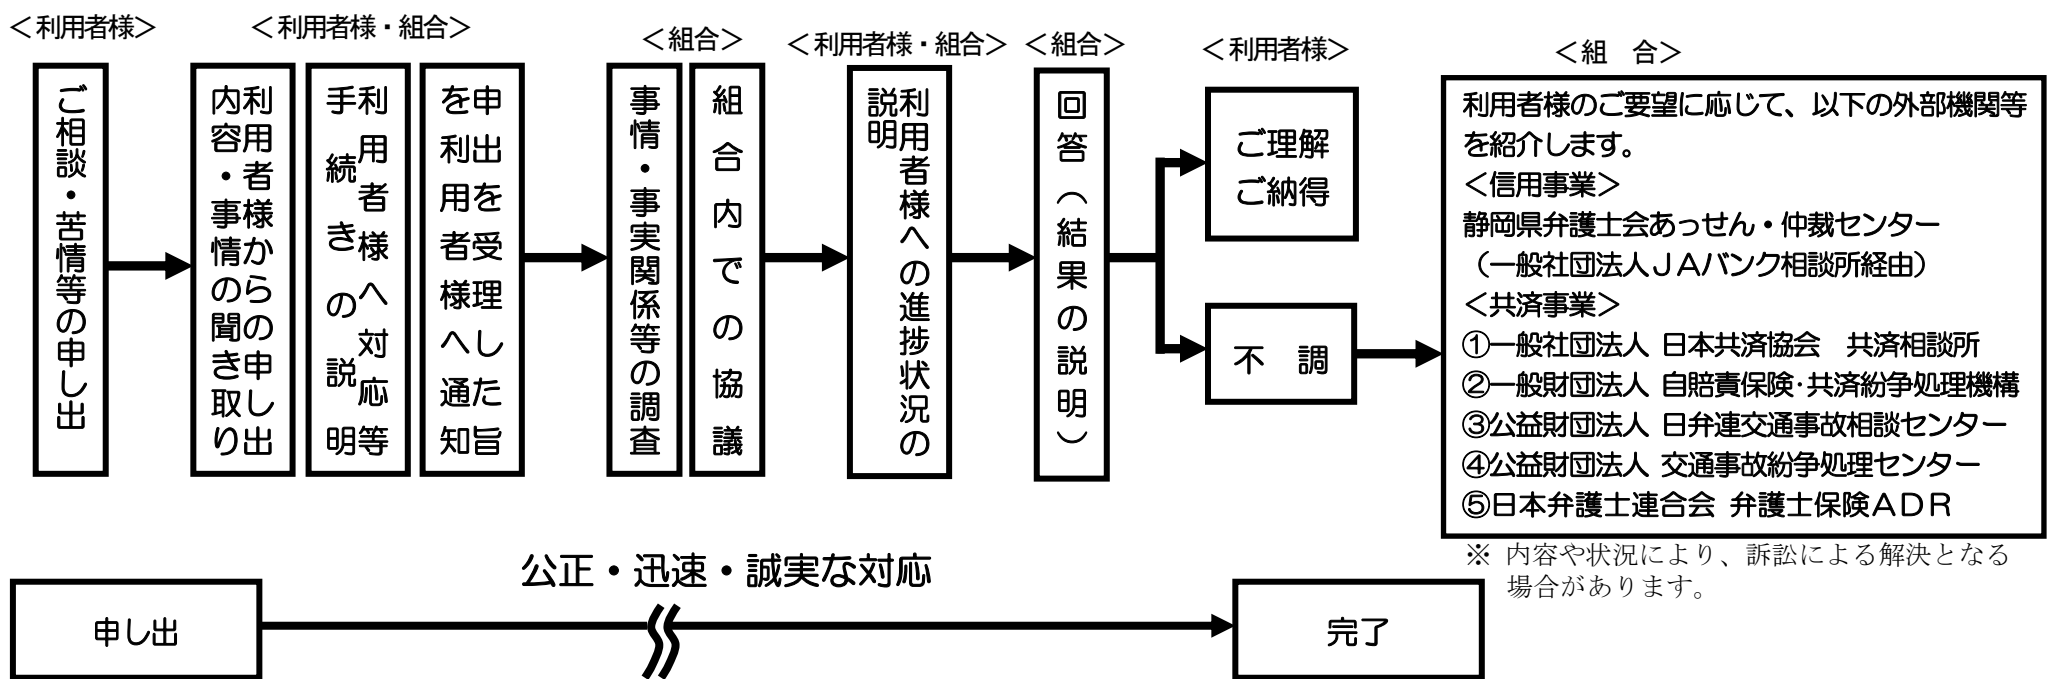 ＜利用者様＞
ご相談・苦情等の申し出
＜利用者様・組合＞
利用者様からの申し出
内容・事情の聞き取り
利用者様へ対応等
手続きの説明
申出を受理した旨
を利用者様へ通知
＜組合＞
事情・事実関係等の調査
組合内での協議
＜利用者様・組合＞
利用者様への進捗状況の
説明
＜組合＞
回答（結果の説明）
＜利用者様＞
ご理解
ご納得
不　調
＜組　合＞
利用者様のご要望に応じて、以下の外部機関等
を紹介します。
＜信用事業＞
静岡県弁護士会あっせん・仲裁センター
（一般社団法人ＪＡバンク相談所経由）
＜共済事業＞
①一般社団法人 日本共済協会　共済相談所
②一般財団法人 自賠責保険･共済紛争処理機構
③公益財団法人 日弁連交通事故相談センター
④公益財団法人 交通事故紛争処理センター
⑤日本弁護士連合会 弁護士保険ＡＤＲ
※ 内容や状況により、訴訟による解決となる
場合があります。
公正・迅速・誠実な対応
申し出
完了